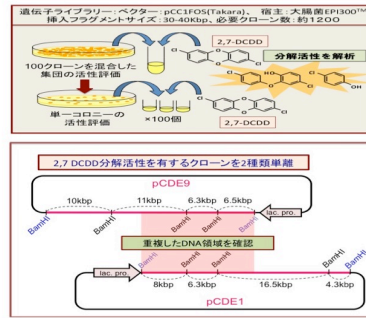 遺伝子ライブラリー:ベクター:pCC1FOS(Takara)、 宿主:大腸菌EPI300TM
挿入フラグメントサイズ:30-40Kbp、必要クローン数:約1200
100クローンを混合した
集団の活性評価
単一コロニー
の活性評価
×100個
2,7-DCDD
Cl
O
O
Cl
分解活性を解析
Cl
OH
Cl
OH
Cl
O
O
Cl
2,7-DCDD
2,7 DCDD分解活性を有するクローンを2種類単離
pCDE9
10kbp
11kbp
6.3kbp
6.5kbp
lac. pro.
BamHI
BamHI
BamHI
BamHI
BamHI
重複したDNA領域を確認
lac. pro.
BamHI
BamHI
BamHI
BamHI
BamHI
8kbp
6.3kbp
16.5kbp
4.3kbp
pCDE1